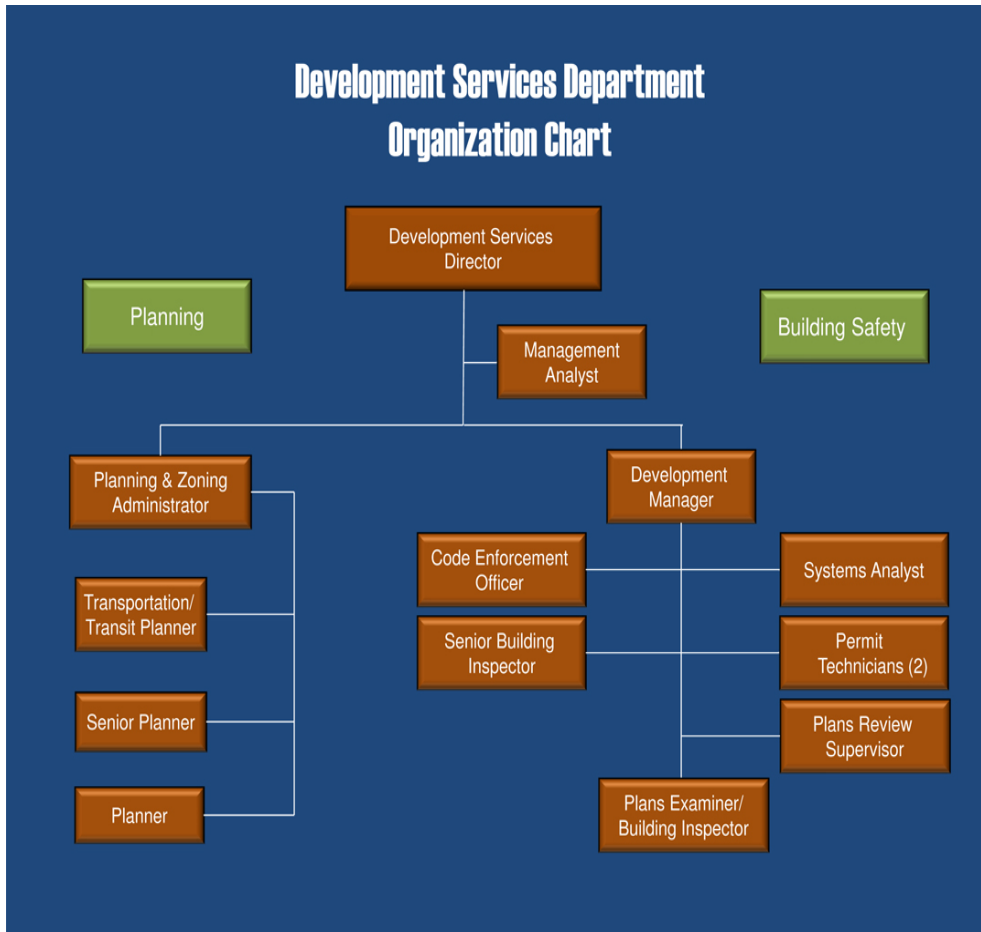 Development Services Department
Organization Chart
Development Services
Director
Planning
Building Safety
Management
Analyst
Planning & Zoning
Administrator
Development
Manager
Code Enforcement
Officer
Systems Analyst
Transportation/
Transit Planner
Senior Building
Inspector
Permit
Technicians (2)
Senior Planner
Plans Review
Supervisor
Planner
Plans Examiner/
Building Inspector